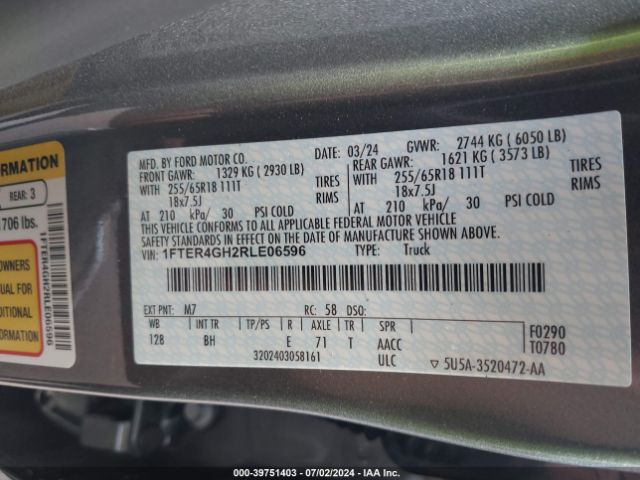 FORMATION
REAR: 3
1706 lbs.
OWNERS
NUAL FOR
DITIONAL
ORMATION
1FTER4GH2RLE06596
MFD. BY FORD MOTOR CO.
DATE: 03/24 GVWR: 2744 KG ( 6050 LB)
FRONT GAWR: 1329 KG ( 2930 LB)
REAR GAWR: 1621 KG ( 3573 LB)
WITH 255/65R18 111T TIRES
WITH 255/65R18 111T TIRES
18x7.5J RIMS
18x7.5J RIMS
AT 210 kPa/ 30 PSI COLD
AT 210 kPa/ 30 PSI COLD
THIS VEHICLE CONFORMS TO ALL APPLICABLE FEDERAL MOTOR VEHICLE
SAFETY STANDARDS IN EFFECT ON THE DATE OF MANUFACTURE SHOWN ABOVE.
VIN: 1FTER4GH2RLE06596 TYPE: Truck
EXT PNT: M7 RC: 58 DSO:
WB INT TR TP/PS R AXLE TR SPR
128 BH E 71 T AACC
F0290
T0780
3202403058161 ULC
▽ 5U5A-3520472-AA
000-39751403 - 07/02/2024 - IAA Inc.